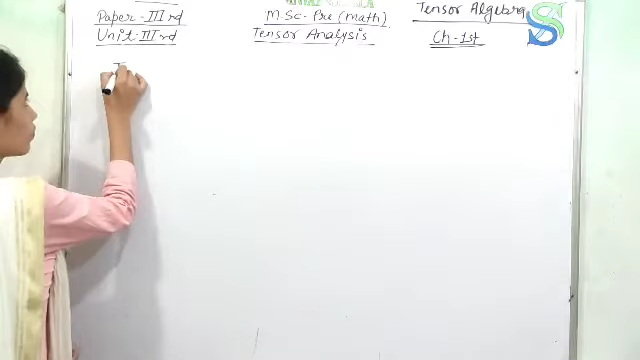 Paper - III rd
Unit - III rd
M.Sc - Pre (Math)
Tensor Analysis
Tensor Algebra
Ch - 1st